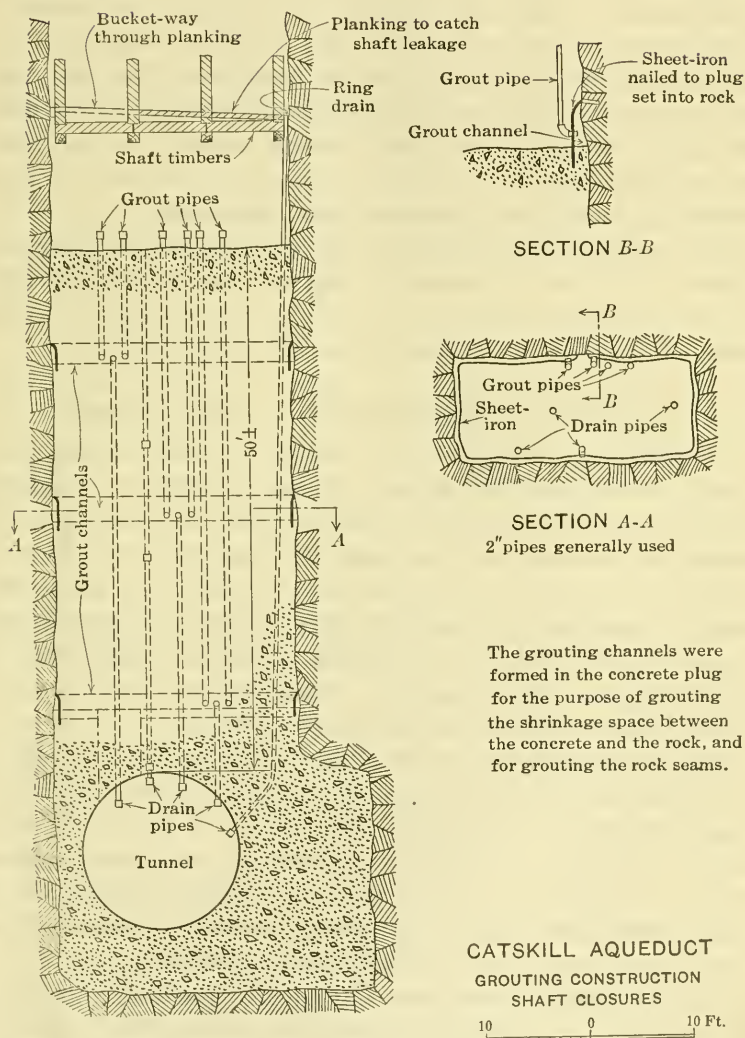 Bucket-way
through planking
Planking to catch
shaft leakage
Ring
drain
Shaft timbers
Grout pipes
Grout channels
50'±
A
A
Drain
pipes
Tunnel
Grout pipe
Sheet-iron
nailed to plug
set into rock
Grout channel
SECTION B-B
B
Grout pipes
B
Sheet-
iron
Drain pipes
SECTION A-A
2" pipes generally used
The grouting channels were
formed in the concrete plug
for the purpose of grouting
the shrinkage space between
the concrete and the rock, and
for grouting the rock seams.
CATSKILL AQUEDUCT
GROUTING CONSTRUCTION
SHAFT CLOSURES
10 0 10 Ft.